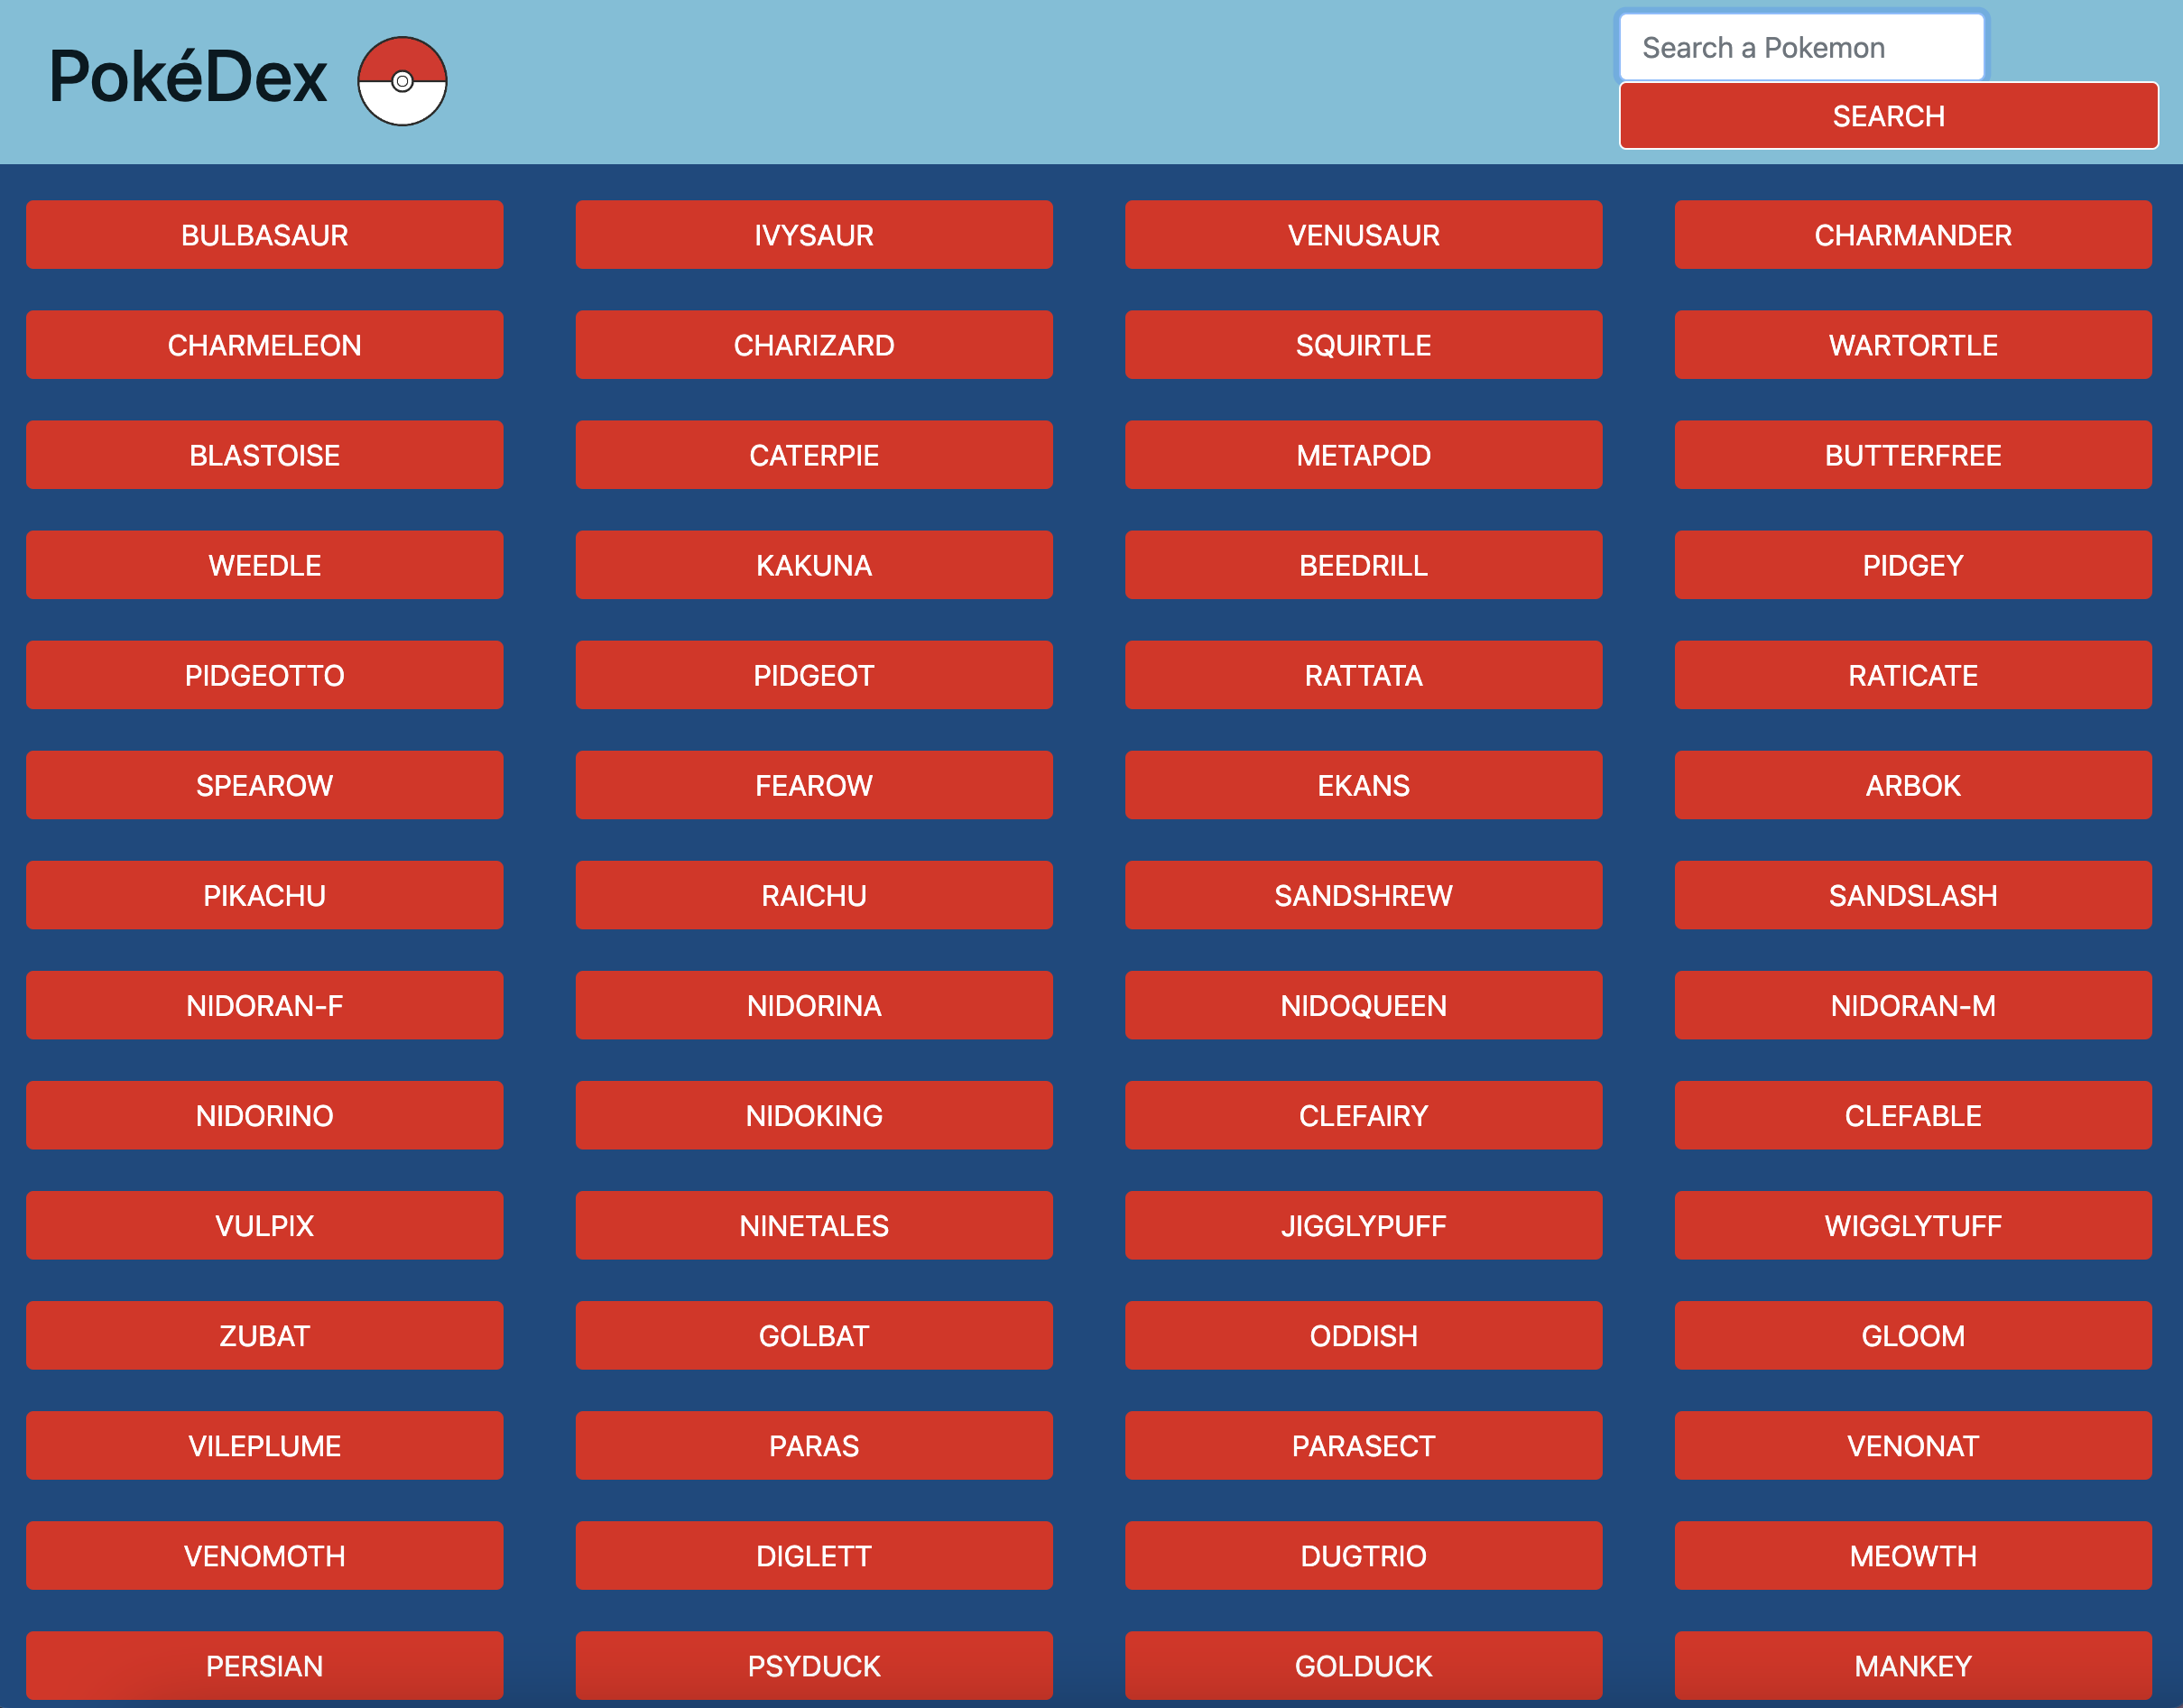 PokéDex
Search a Pokemon
SEARCH
BULBASAUR IVYSAUR VENUSAUR CHARMANDER
CHARMELEON CHARIZARD SQUIRTLE WARTORTLE
BLASTOISE CATERPIE METAPOD BUTTERFREE
WEEDLE KAKUNA BEEDRILL PIDGEY
PIDGEOTTO PIDGEOT RATTATA RATICATE
SPEAROW FEAROW EKANS ARBOK
PIKACHU RAICHU SANDSHREW SANDSLASH
NIDORAN-F NIDORINA NIDOQUEEN NIDORAN-M
NIDORINO NIDOKING CLEFAIRY CLEFABLE
VULPIX NINETALES JIGGLYPUFF WIGGLYTUFF
ZUBAT GOLBAT ODDISH GLOOM
VILEPLUME PARAS PARASECT VENONAT
VENOMOTH DIGLETT DUGTRIO MEOWTH
PERSIAN PSYDUCK GOLDUCK MANKEY